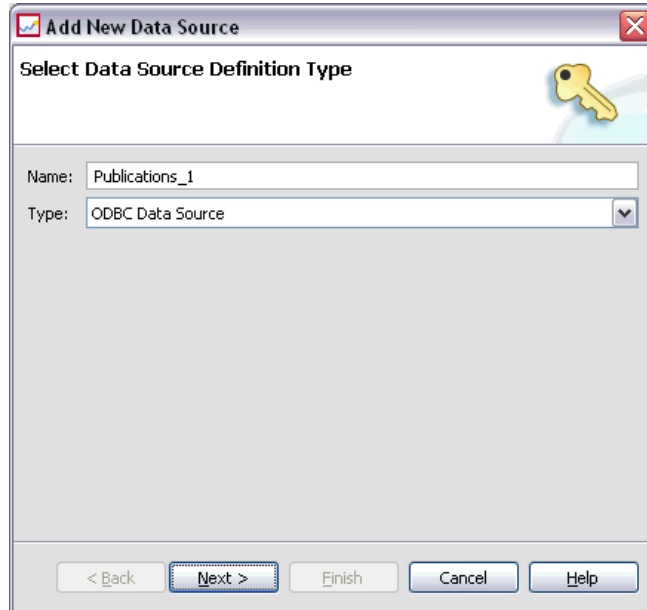 Add New Data Source
Select Data Source Definition Type
Name: Publications_1
Type: ODBC Data Source
< Back Next > Finish Cancel Help